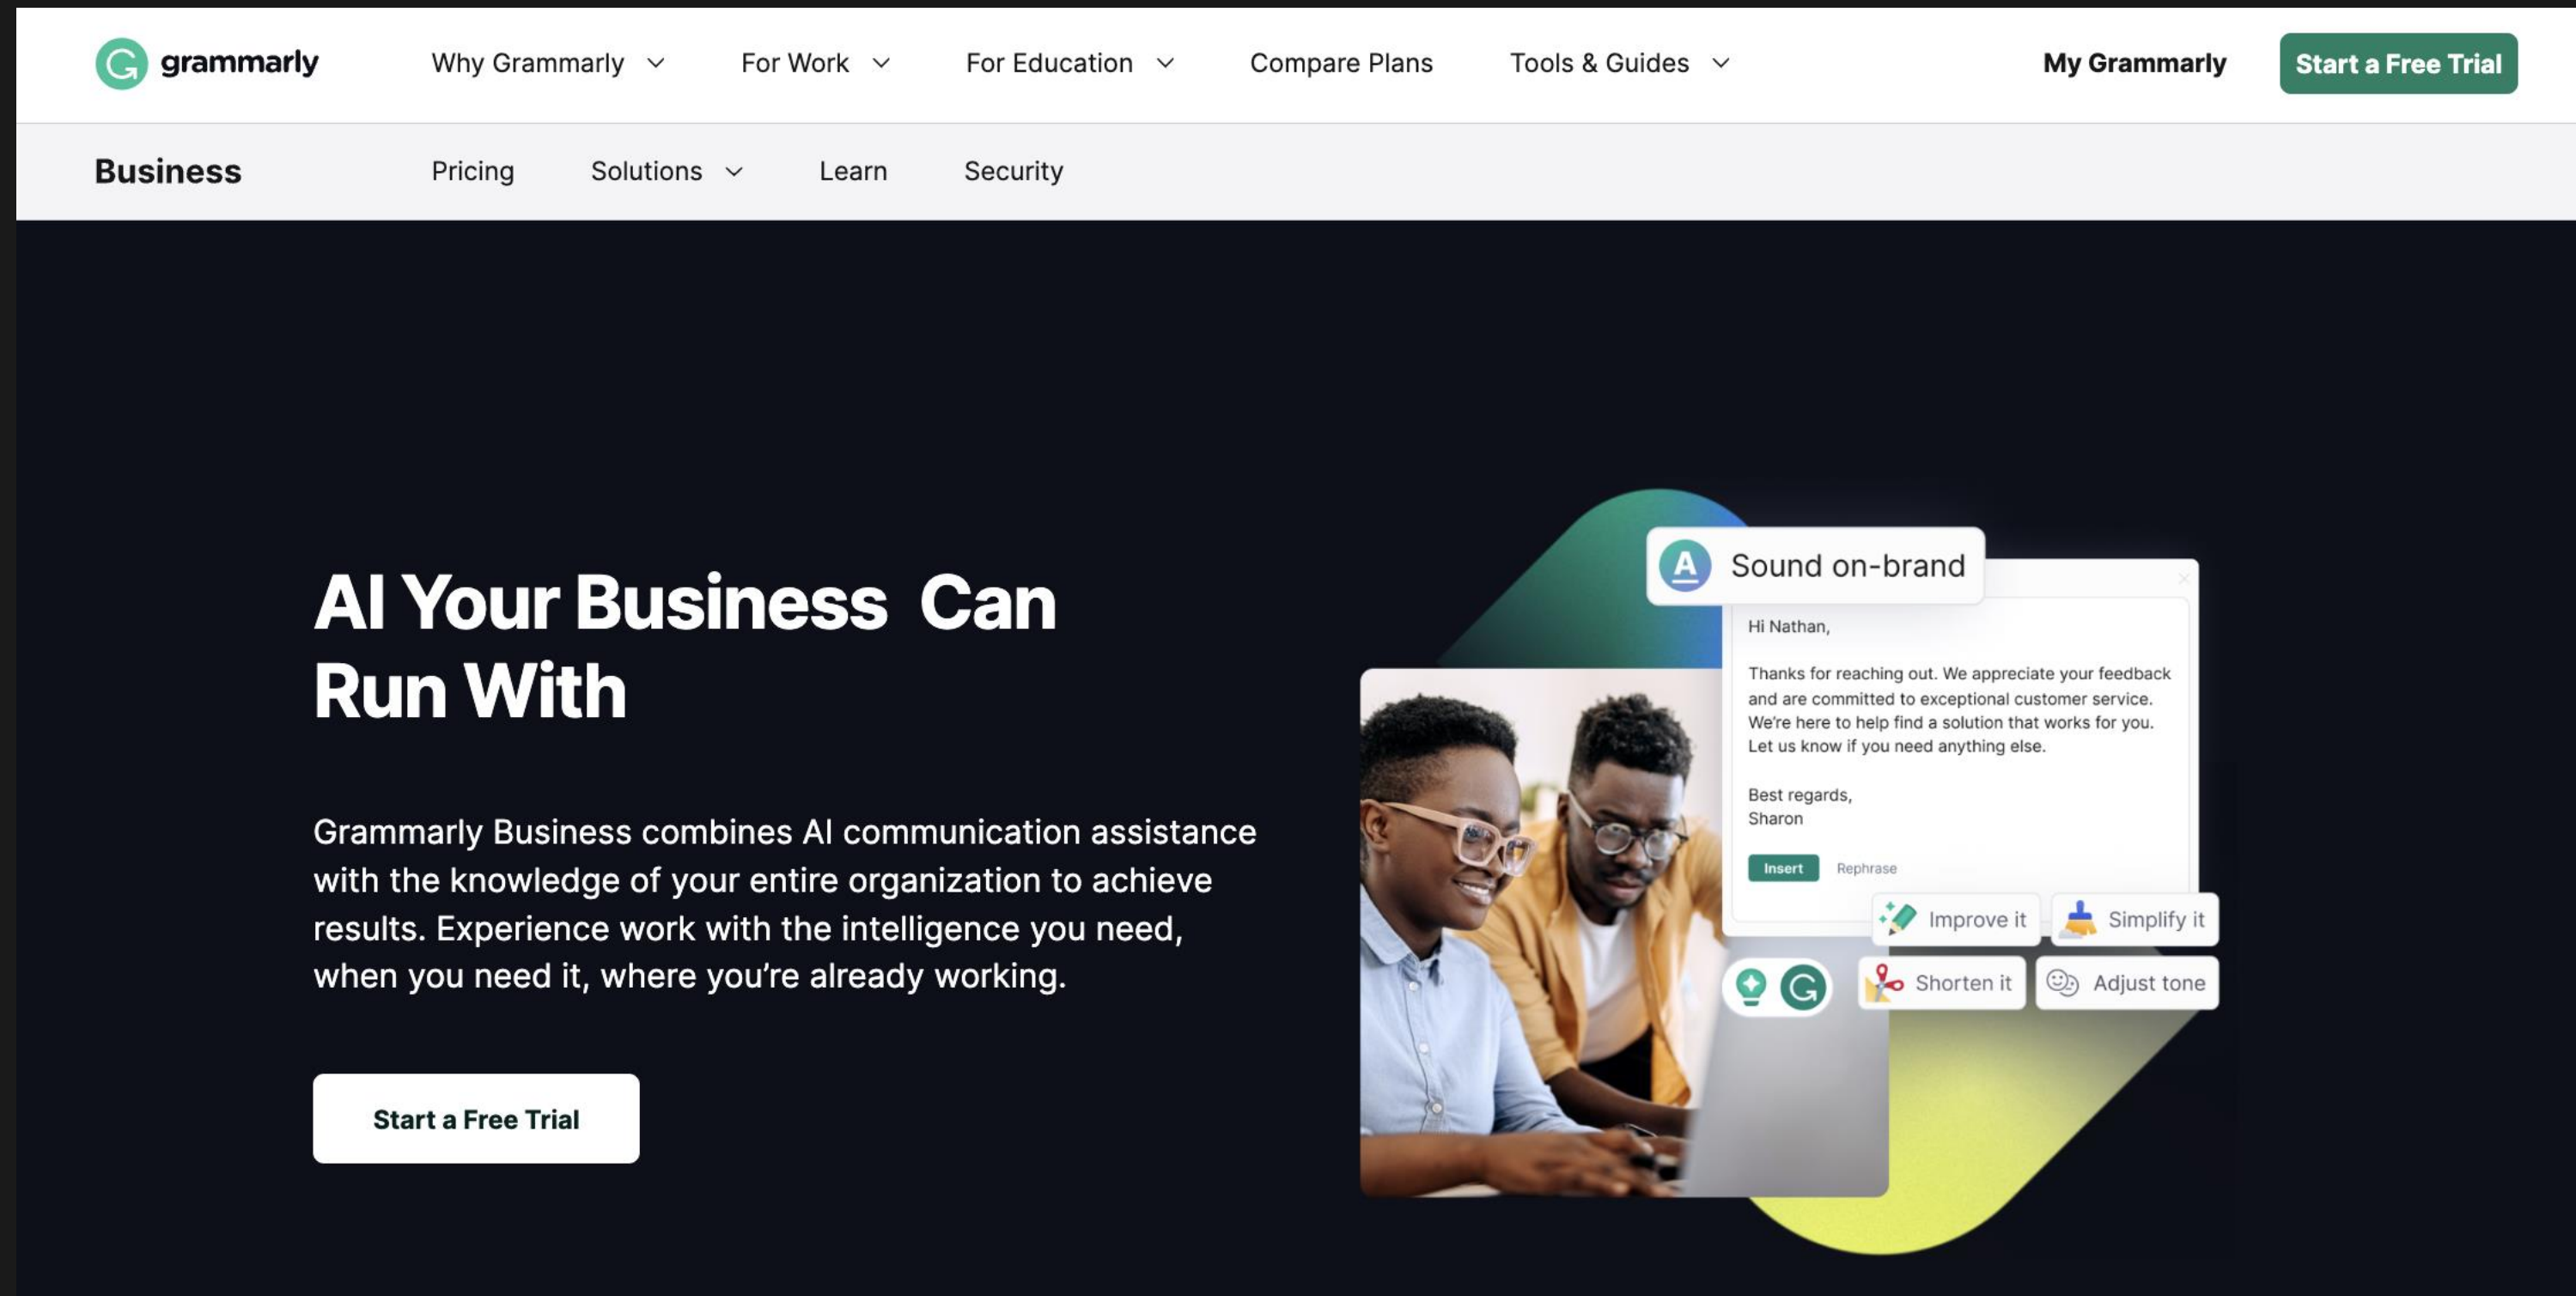 grammarly
Why Grammarly
For Work
For Education
Compare Plans
Tools & Guides
My Grammarly
Start a Free Trial
Business
Pricing
Solutions
Learn
Security
AI Your Business  Can
Run With
Grammarly Business combines AI communication assistance
with the knowledge of your entire organization to achieve
results. Experience work with the intelligence you need,
when you need it, where you’re already working.
Start a Free Trial
A Sound on-brand
Hi Nathan,
Thanks for reaching out. We appreciate your feedback
and are committed to exceptional customer service.
We're here to help find a solution that works for you.
Let us know if you need anything else.
Best regards,
Sharon
Insert
Rephrase
Improve it
Simplify it
Shorten it
Adjust tone